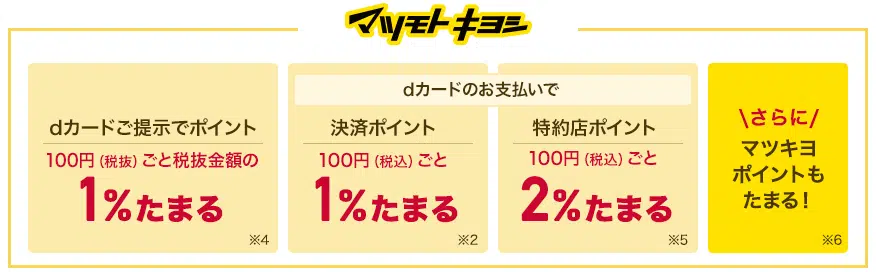 マツモトキヨシ
dカードのお支払いで
dカードご提示でポイント
100円（税抜）ごと税抜金額の
1%たまる
※4
決済ポイント
100円（税込）ごと
1%たまる
※2
特約店ポイント
100円（税込）ごと
2%たまる
※5
\さらに/
マツキヨ
ポイントも
たまる！
※6